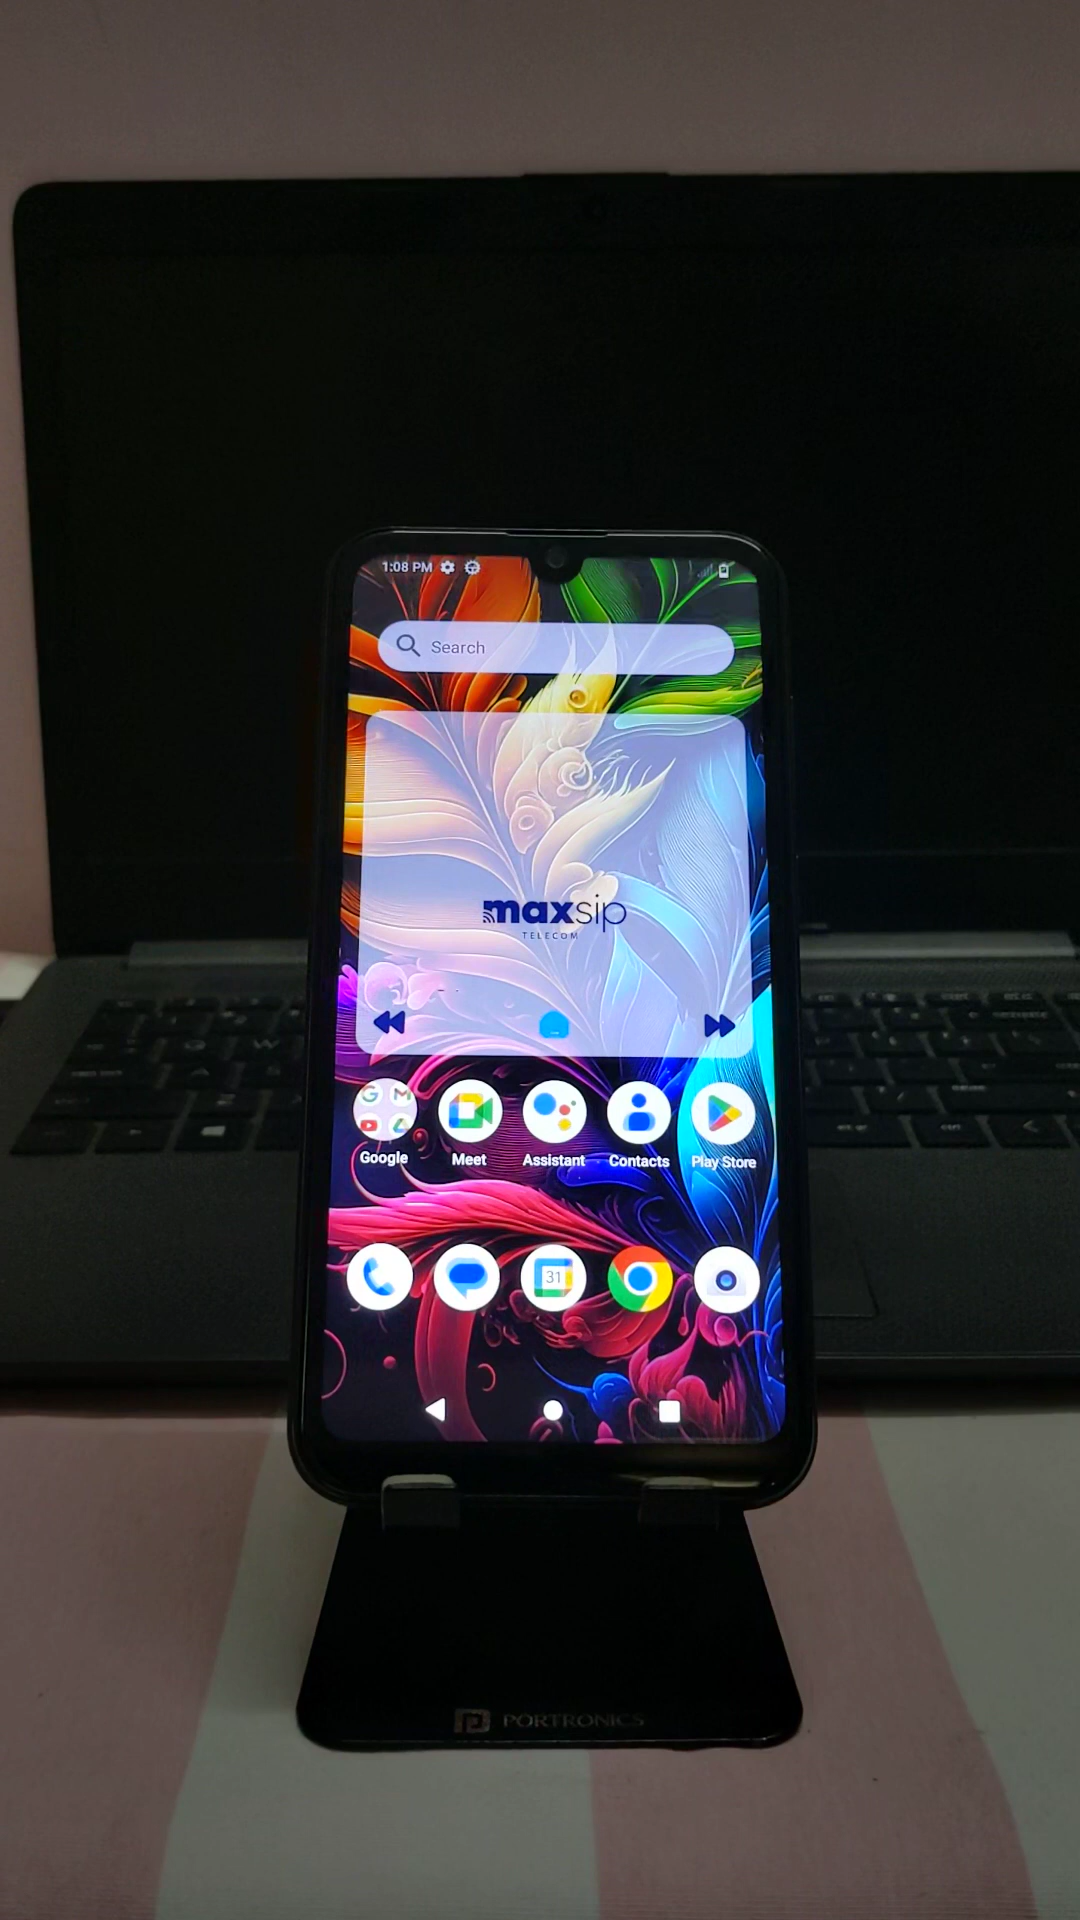 1:08 PM
Search
maxsip
TELECOM
Google
Meet
Assistant
Contacts
Play Store
31
PORTRONICS